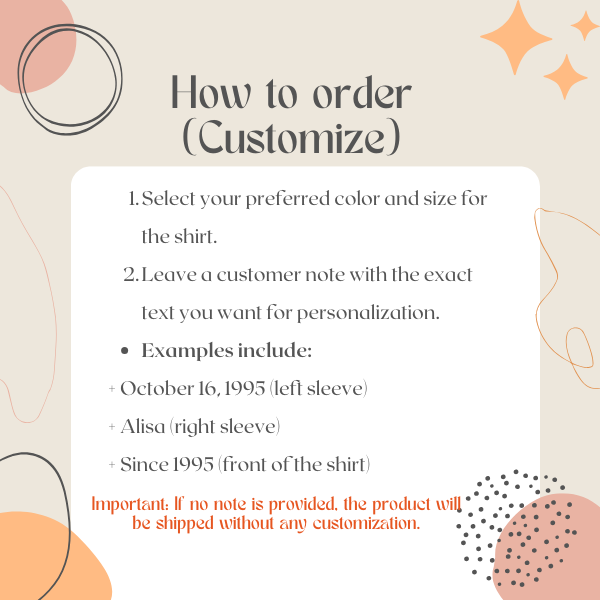 How to order
(Customize)
1. Select your preferred color and size for
the shirt.
2. Leave a customer note with the exact
text you want for personalization.
• Examples include:
+ October 16, 1995 (left sleeve)
+ Alisa (right sleeve)
+ Since 1995 (front of the shirt)
Important: If no note is provided, the product will
be shipped without any customization.